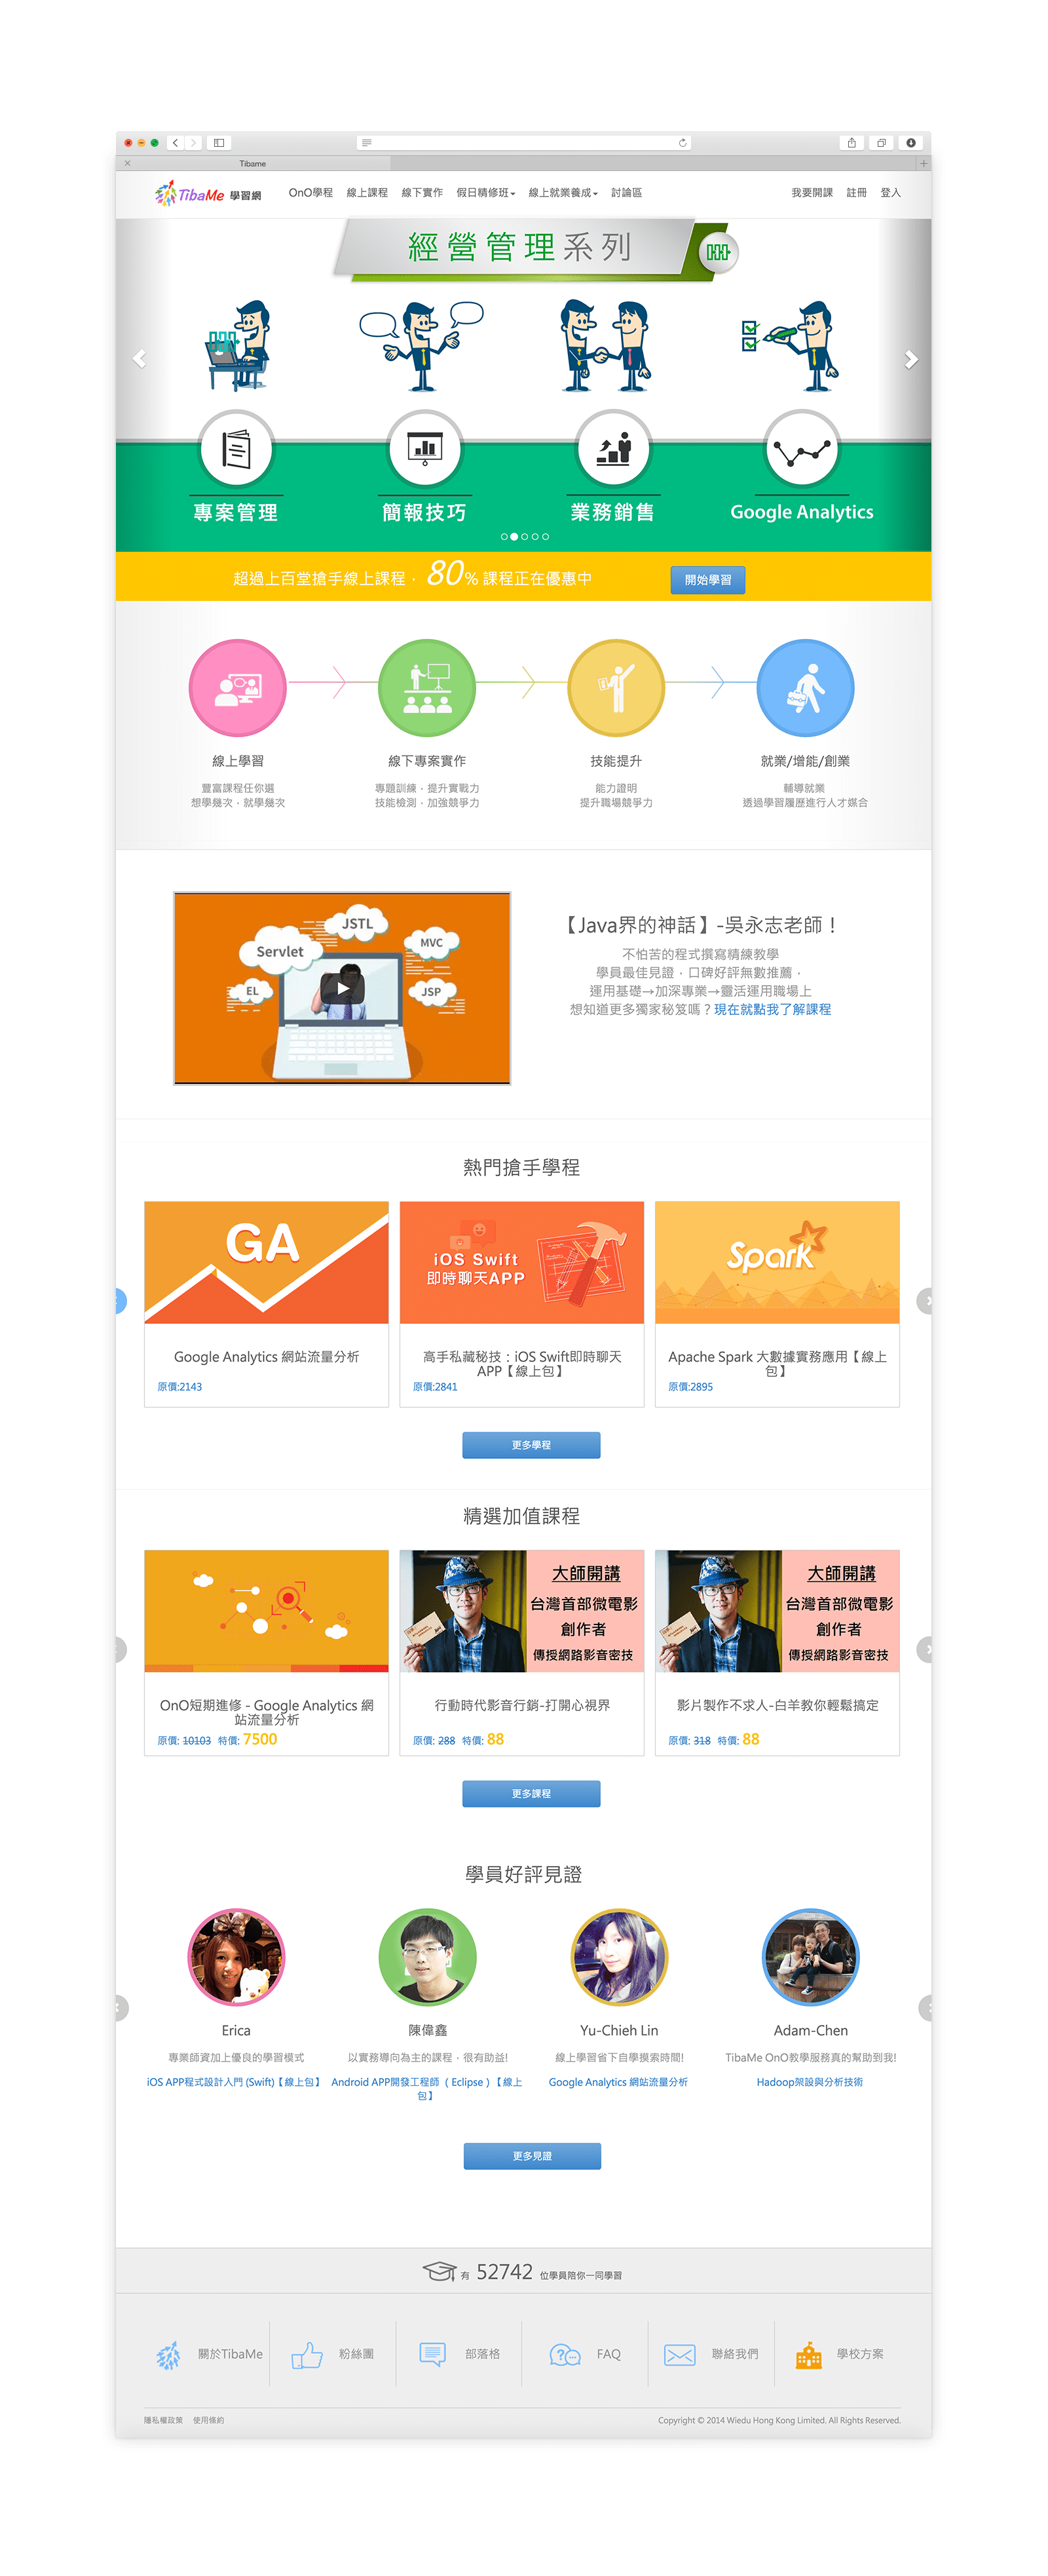 Tibame
TibaMe 學習網 OnO學程 線上課程 線下實作 假日精修班 線上就業養成 討論區 我要開課 註冊 登入
經營管理系列
專案管理 簡報技巧 業務銷售 Google Analytics
超過上百堂搶手線上課程，80% 課程正在優惠中 開始學習
線上學習 線下專案實作 技能提升 就業/增能/創業
豐富課程任你選 專題訓練，提升實戰力 能力證明 輔導就業
想學幾次，就學幾次 技能檢測，加強競爭力 提升職場競爭力 透過學習履歷進行人才媒合
JSTL
Servlet
MVC
EL
JSP
【Java界的神話】-吳永志老師！
不怕苦的程式撰寫精練教學
學員最佳見證，口碑好評無數推薦，
運用基礎→加深專業→靈活運用職場上
想知道更多獨家秘笈嗎？現在就點我了解課程
熱門搶手學程
GA
iOS Swift
即時聊天APP
Spark
Google Analytics 網站流量分析
原價:2143
高手私藏秘技：iOS Swift即時聊天
APP【線上包】
原價:2841
Apache Spark 大數據實務應用【線上
包】
原價:2895
更多學程
精選加值課程
大師開講
台灣首部微電影
創作者
傳授網路影音密技
大師開講
台灣首部微電影
創作者
傳授網路影音密技
OnO短期進修 - Google Analytics 網
站流量分析
原價: 10103 特價: 7500
行動時代影音行銷-打開心視界
原價: 288 特價: 88
影片製作不求人-白羊教你輕鬆搞定
原價: 318 特價: 88
更多課程
學員好評見證
Erica 陳偉鑫 Yu-Chieh Lin Adam-Chen
專業師資加上優良的學習模式 以實務導向為主的課程，很有助益! 線上學習省下自學摸索時間! TibaMe OnO教學服務真的幫助到我!
iOS APP程式設計入門 (Swift)【線上包】 Android APP開發工程師（Eclipse）【線上
包】
Google Analytics 網站流量分析 Hadoop架設與分析技術
更多見證
有 52742 位學員陪你一同學習
關於TibaMe 粉絲團 部落格 FAQ 聯絡我們 學校方案
隱私權政策 使用條約 Copyright © 2014 Wiedu Hong Kong Limited. All Rights Reserved.